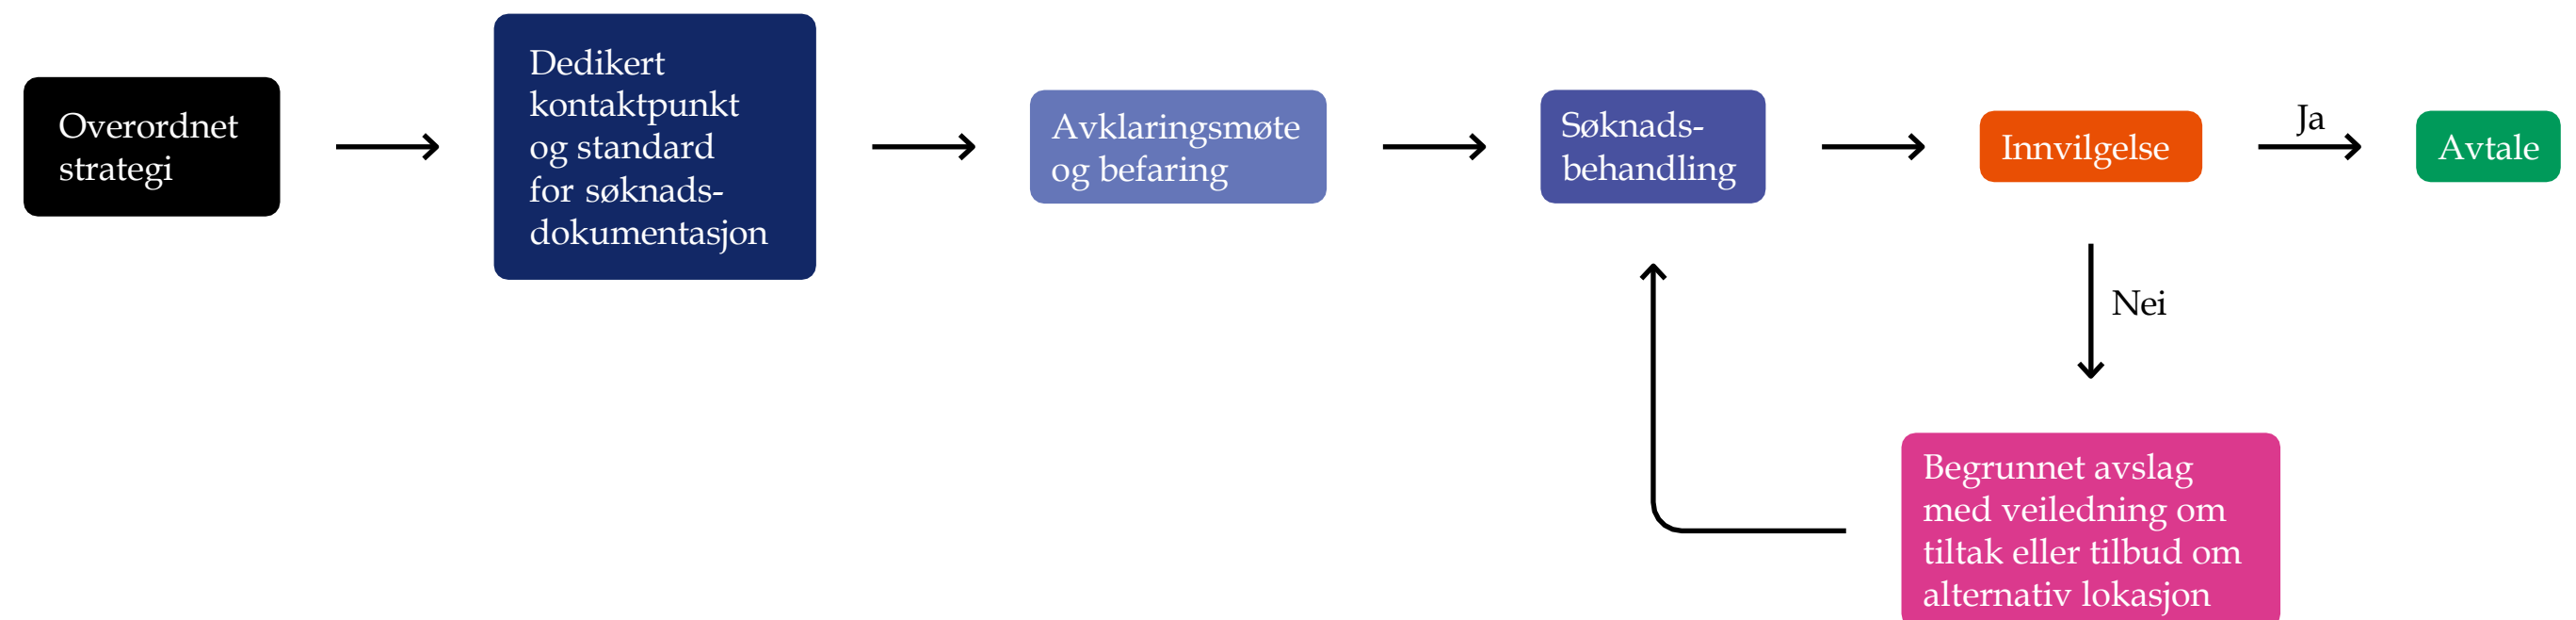 Overordnet
strategi
Dedikert
kontaktpunkt
og standard
for søknads-
dokumentasjon
Avklaringsmøte
og befaring
Søknads-
behandling
Innvilgelse
Ja
Avtale
Nei
Begrunnet avslag
med veiledning om
tiltak eller tilbud om
alternativ lokasjon